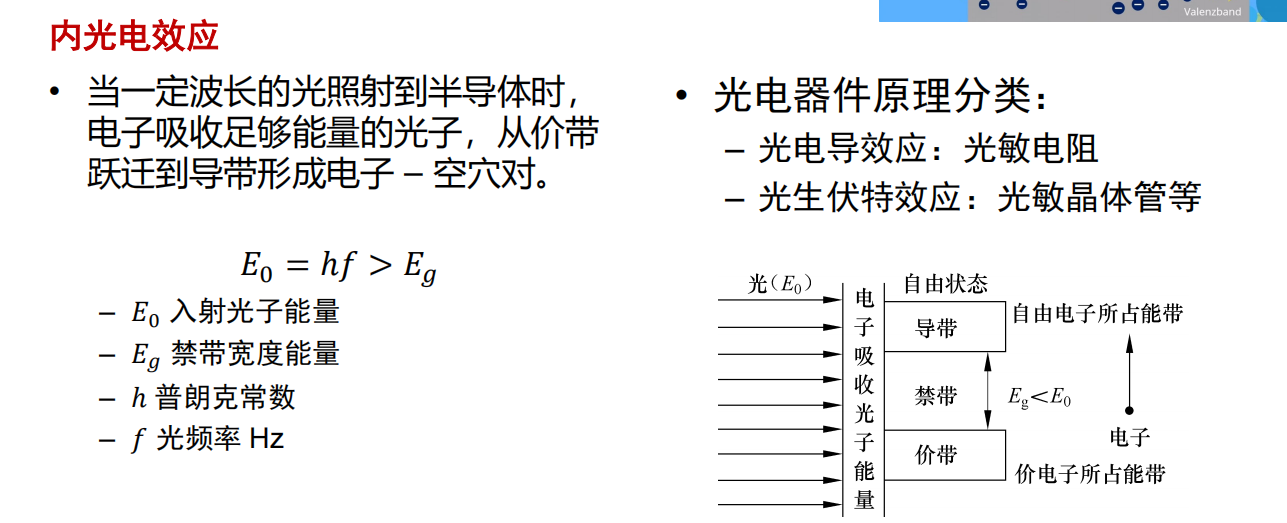 Valenzband
内光电效应
• 当一定波长的光照射到半导体时，
电子吸收足够能量的光子，从价带
跃迁到导带形成电子 – 空穴对。
E₀ = hf > E_g
– E₀ 入射光子能量
– E_g 禁带宽度能量
– h 普朗克常数
– f 光频率 Hz
• 光电器件原理分类：
– 光电导效应：光敏电阻
– 光生伏特效应：光敏晶体管等
光（E₀）
电子吸收光子能量
自由状态
导带
自由电子所占能带
禁带
E_g<E₀
电子
价带
价电子所占能带